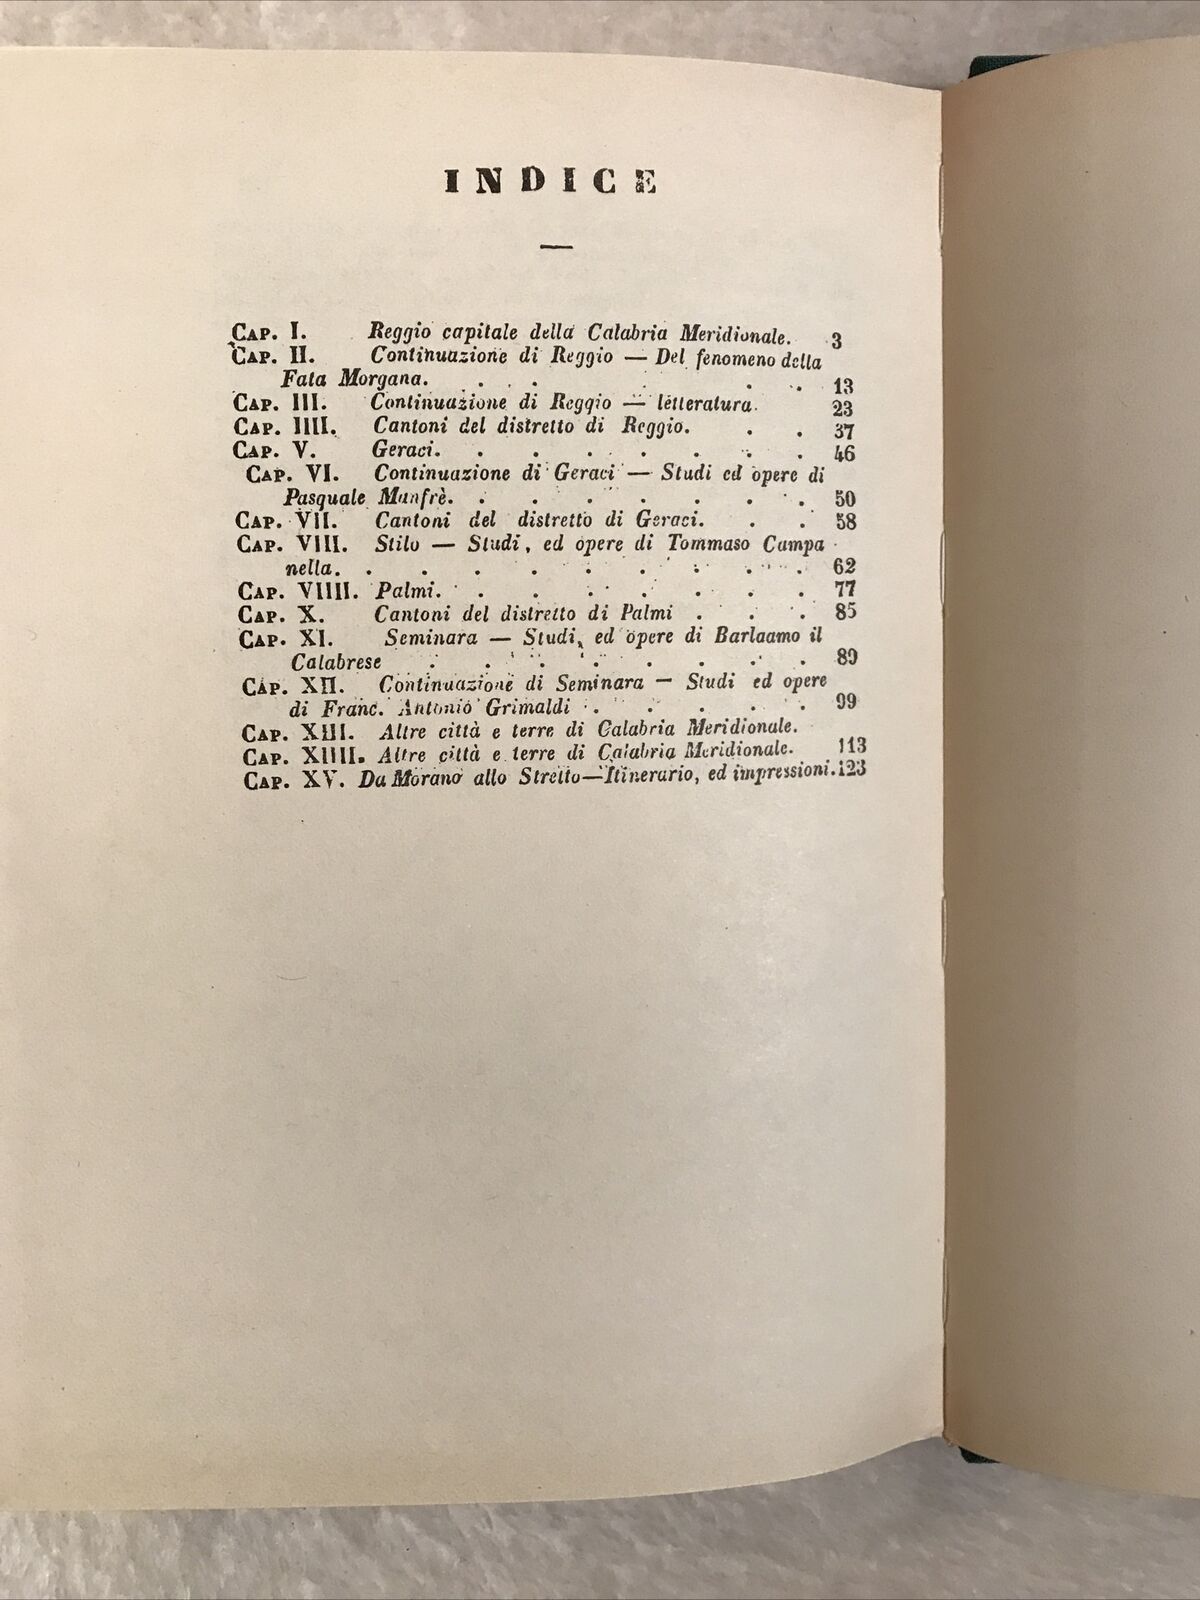 INDICE
—
CAP. I. Reggio capitale della Calabria Meridionale. 3
CAP. II. Continuazione di Reggio — Del fenomeno della
Fata Morgana. . . . . . . 13
CAP. III. Continuazione di Reggio — letteratura. 23
CAP. IIII. Cantoni del distretto di Reggio. . . 37
CAP. V. Geraci. . . . . . . . 46
CAP. VI. Continuazione di Geraci — Studi ed opere di
Pasquale Manfrè. . . . . . . . 50
CAP. VII. Cantoni del distretto di Geraci. . . 58
CAP. VIII. Stilo — Studi, ed opere di Tommaso Campa
nella. . . . . . . . . . 62
CAP. VIIII. Palmi. . . . . . . . 77
CAP. X. Cantoni del distretto di Palmi . . . 85
CAP. XI. Seminara — Studi, ed opere di Barlaamo il
Calabrese . . . . . . . . 89
CAP. XII. Continuazione di Seminara — Studi ed opere
di Franc. Antonio Grimaldi . . . . . 99
CAP. XIII. Altre città e terre di Calabria Meridionale.
CAP. XIIII. Altre città e terre di Calabria Meridionale. 113
CAP. XV. Da Morano allo Stretto—Itinerario, ed impressioni. 123